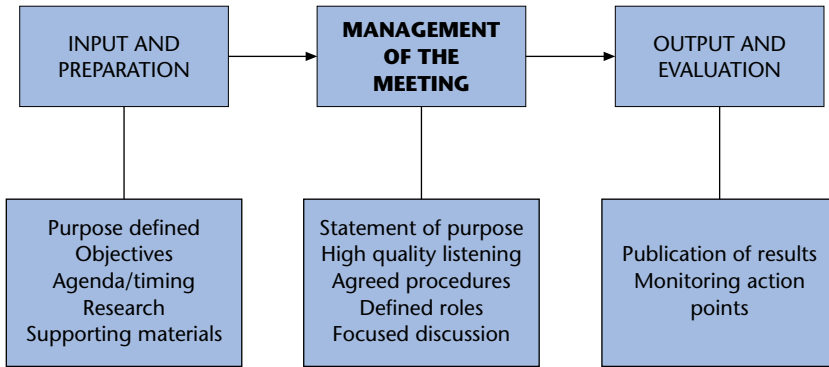 INPUT AND
PREPARATION
MANAGEMENT
OF THE
MEETING
OUTPUT AND
EVALUATION
Purpose defined
Objectives
Agenda/timing
Research
Supporting materials
Statement of purpose
High quality listening
Agreed procedures
Defined roles
Focused discussion
Publication of results
Monitoring action
points